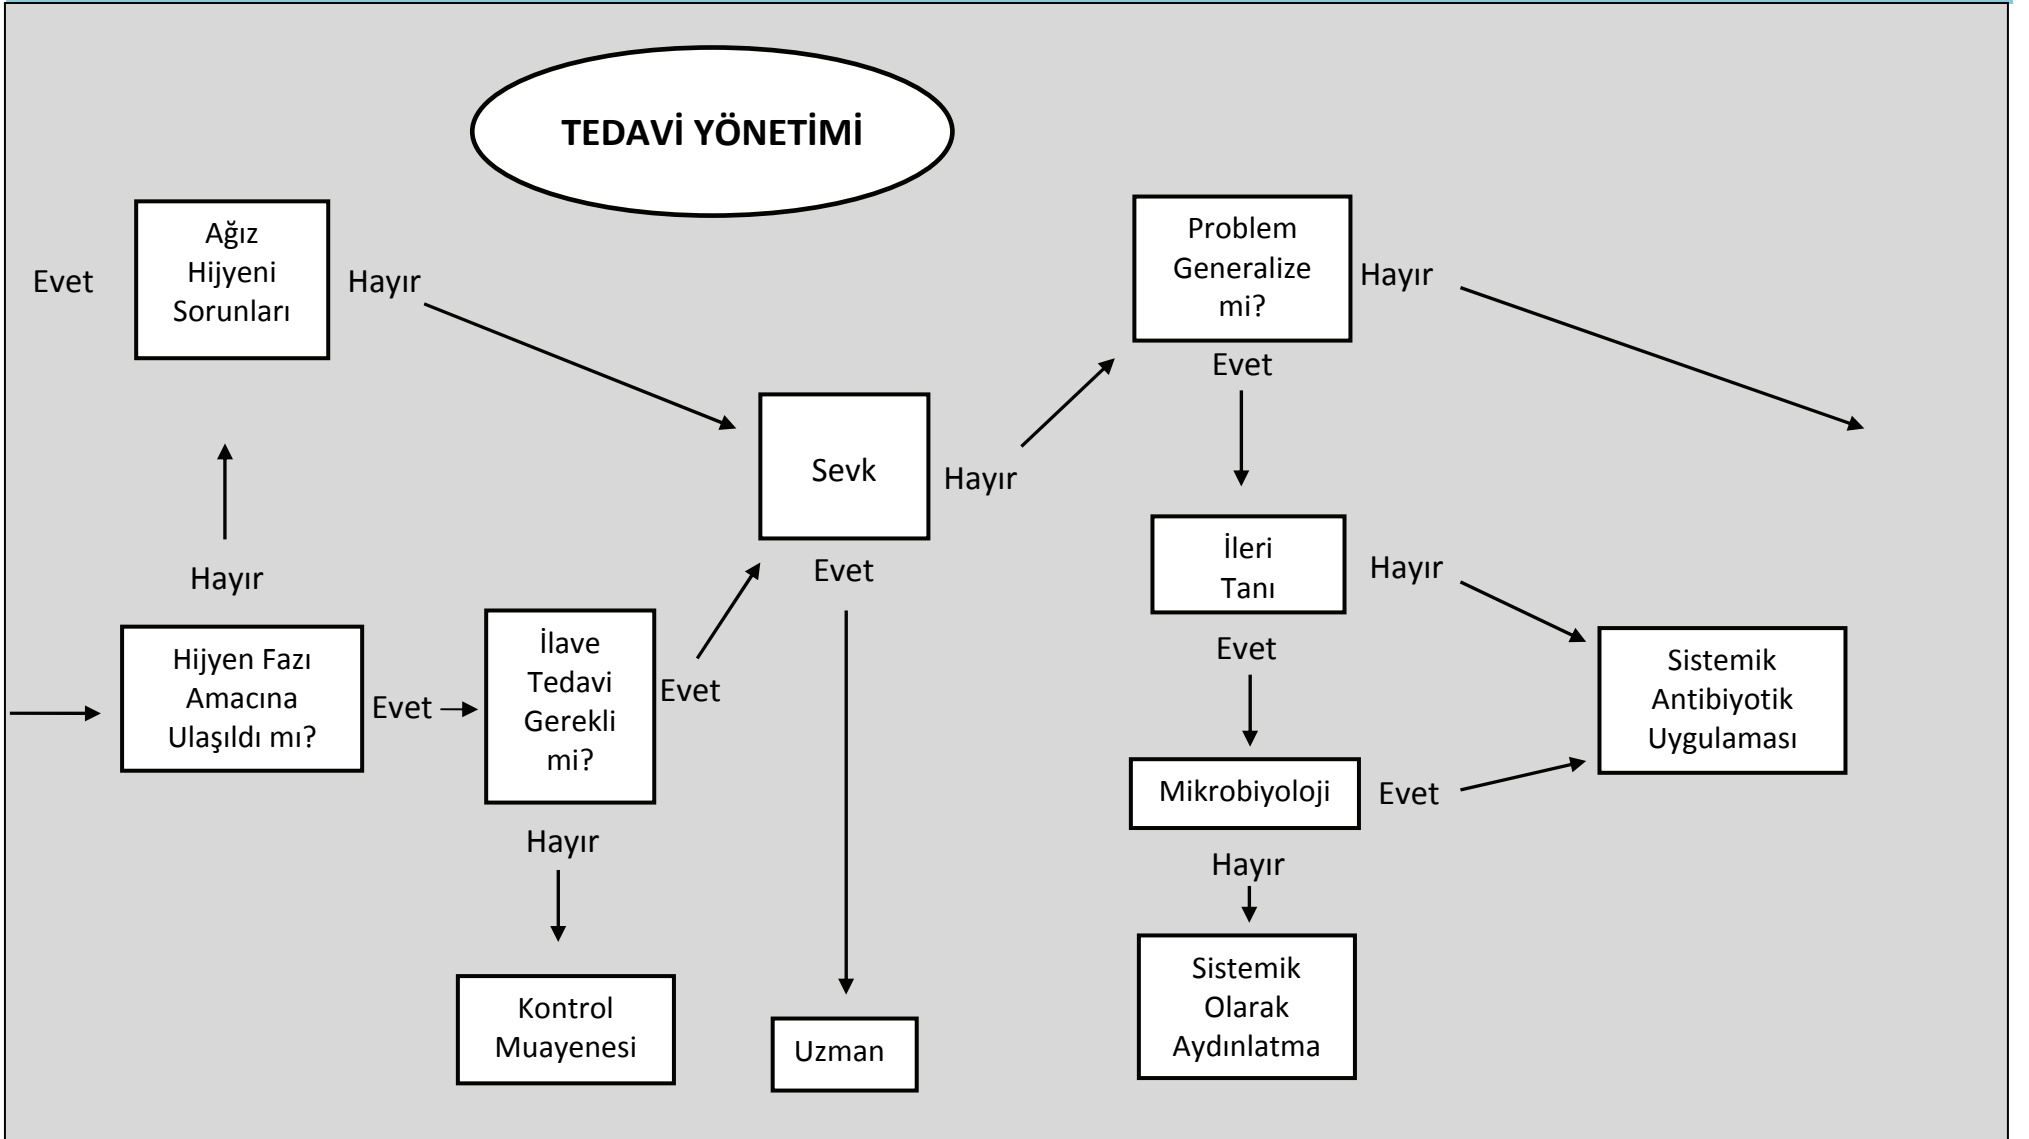 TEDAVİ YÖNETİMİ
Evet
Ağız
Hijyeni
Sorunları
Hayır
Hayır
Hijyen Fazı
Amacına
Ulaşıldı mı?
Evet
İlave
Tedavi
Gerekli
mi?
Evet
Hayır
Kontrol
Muayenesi
Sevk
Evet
Uzman
Hayır
Problem
Generalize
mi?
Hayır
Evet
İleri
Tanı
Hayır
Evet
Mikrobiyoloji
Evet
Hayır
Sistemik
Olarak
Aydınlatma
Sistemik
Antibiyotik
Uygulaması